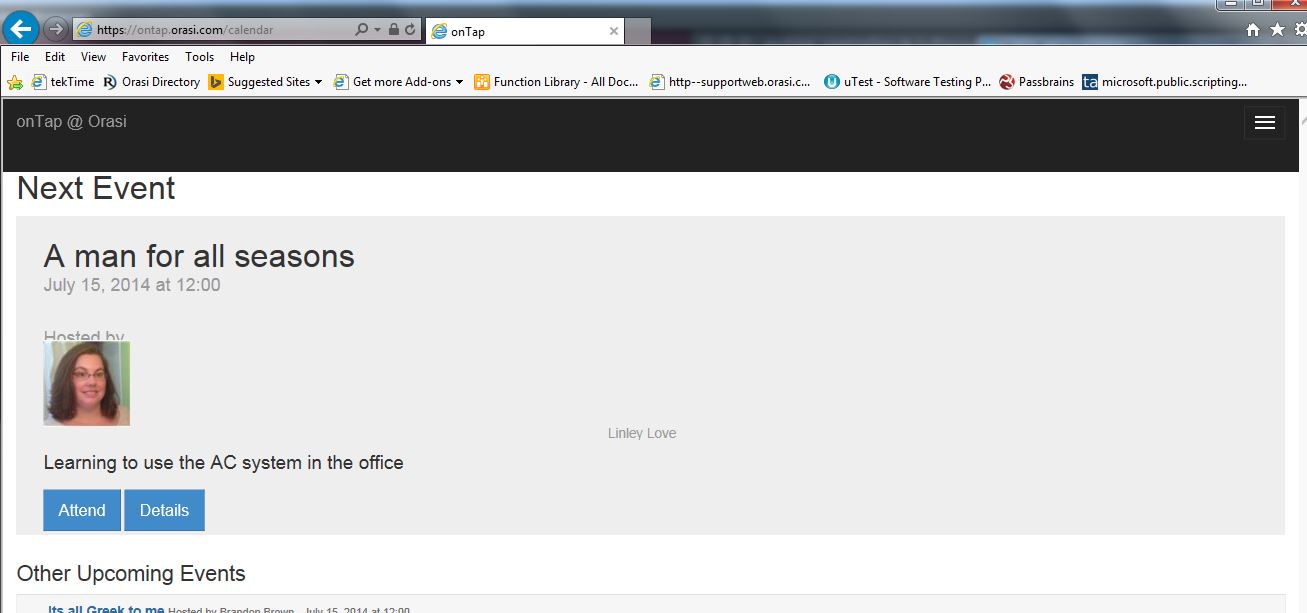 https://ontap.orasi.com/calendar
onTap
File Edit View Favorites Tools Help
tekTime Orasi Directory Suggested Sites Get more Add-ons Function Library - All Doc... http--supportweb.orasi.c... uTest - Software Testing P... Passbrains ta microsoft.public.scripting...
onTap @ Orasi
Next Event
A man for all seasons
July 15, 2014 at 12:00
Hosted by
Linley Love
Learning to use the AC system in the office
Attend Details
Other Upcoming Events
Its all Greek to me Hosted by Brandon Brown July 15, 2014 at 12:00